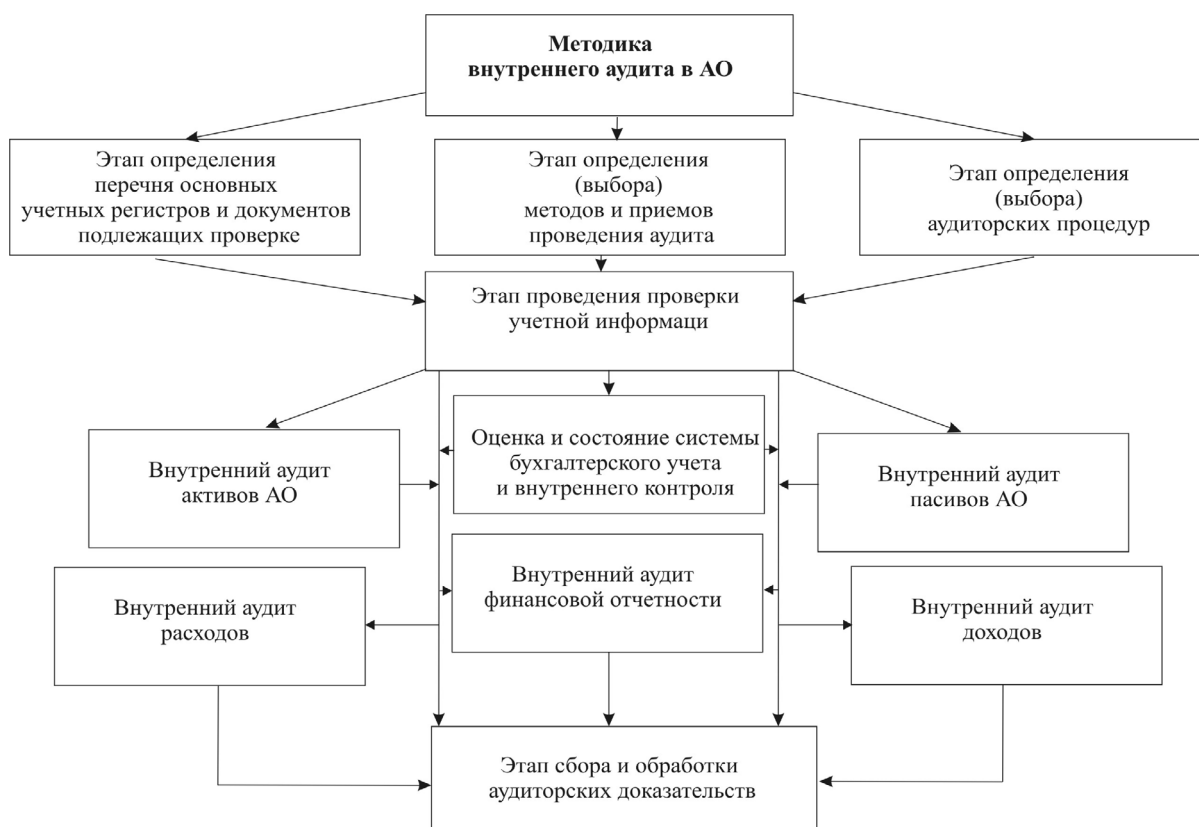 Методика
внутреннего аудита в АО
Этап определения
перечня основных
учетных регистров и документов
подлежащих проверке
Этап определения
(выбора)
методов и приемов
проведения аудита
Этап определения
(выбора)
аудиторских процедур
Этап проведения проверки
учетной информаци
Внутренний аудит
активов АО
Оценка и состояние системы
бухгалтерского учета
и внутреннего контроля
Внутренний аудит
пасивов АО
Внутренний аудит
расходов
Внутренний аудит
финансовой отчетности
Внутренний аудит
доходов
Этап сбора и обработки
аудиторских доказательств